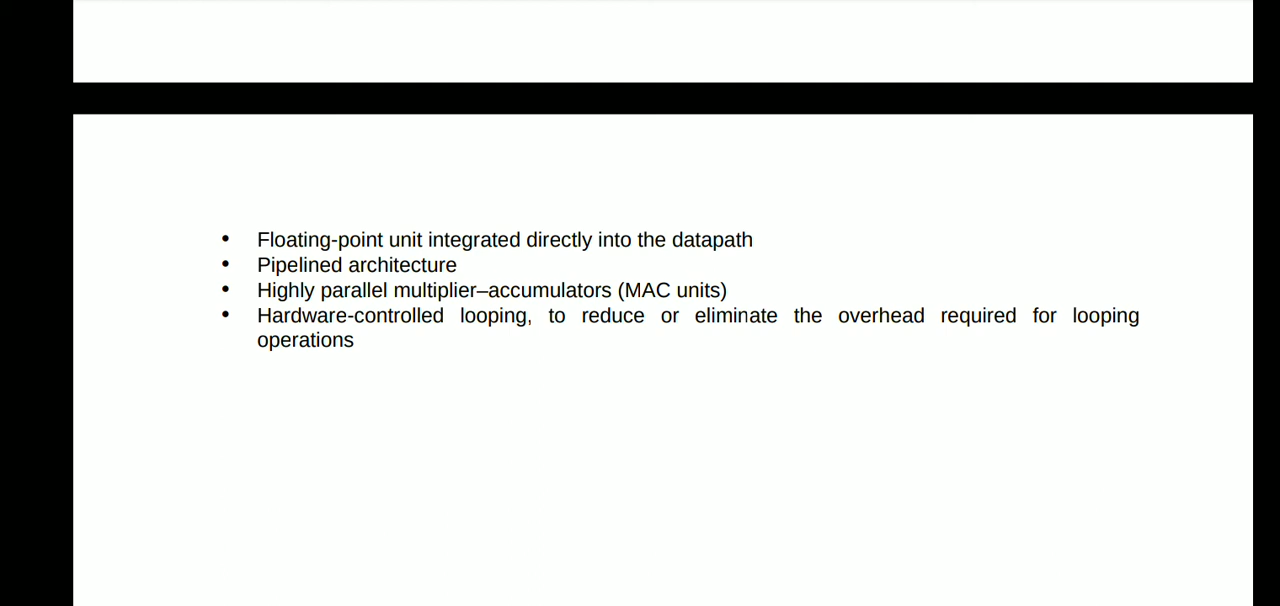 • Floating-point unit integrated directly into the datapath
• Pipelined architecture
• Highly parallel multiplier–accumulators (MAC units)
• Hardware-controlled looping, to reduce or eliminate the overhead required for looping
operations